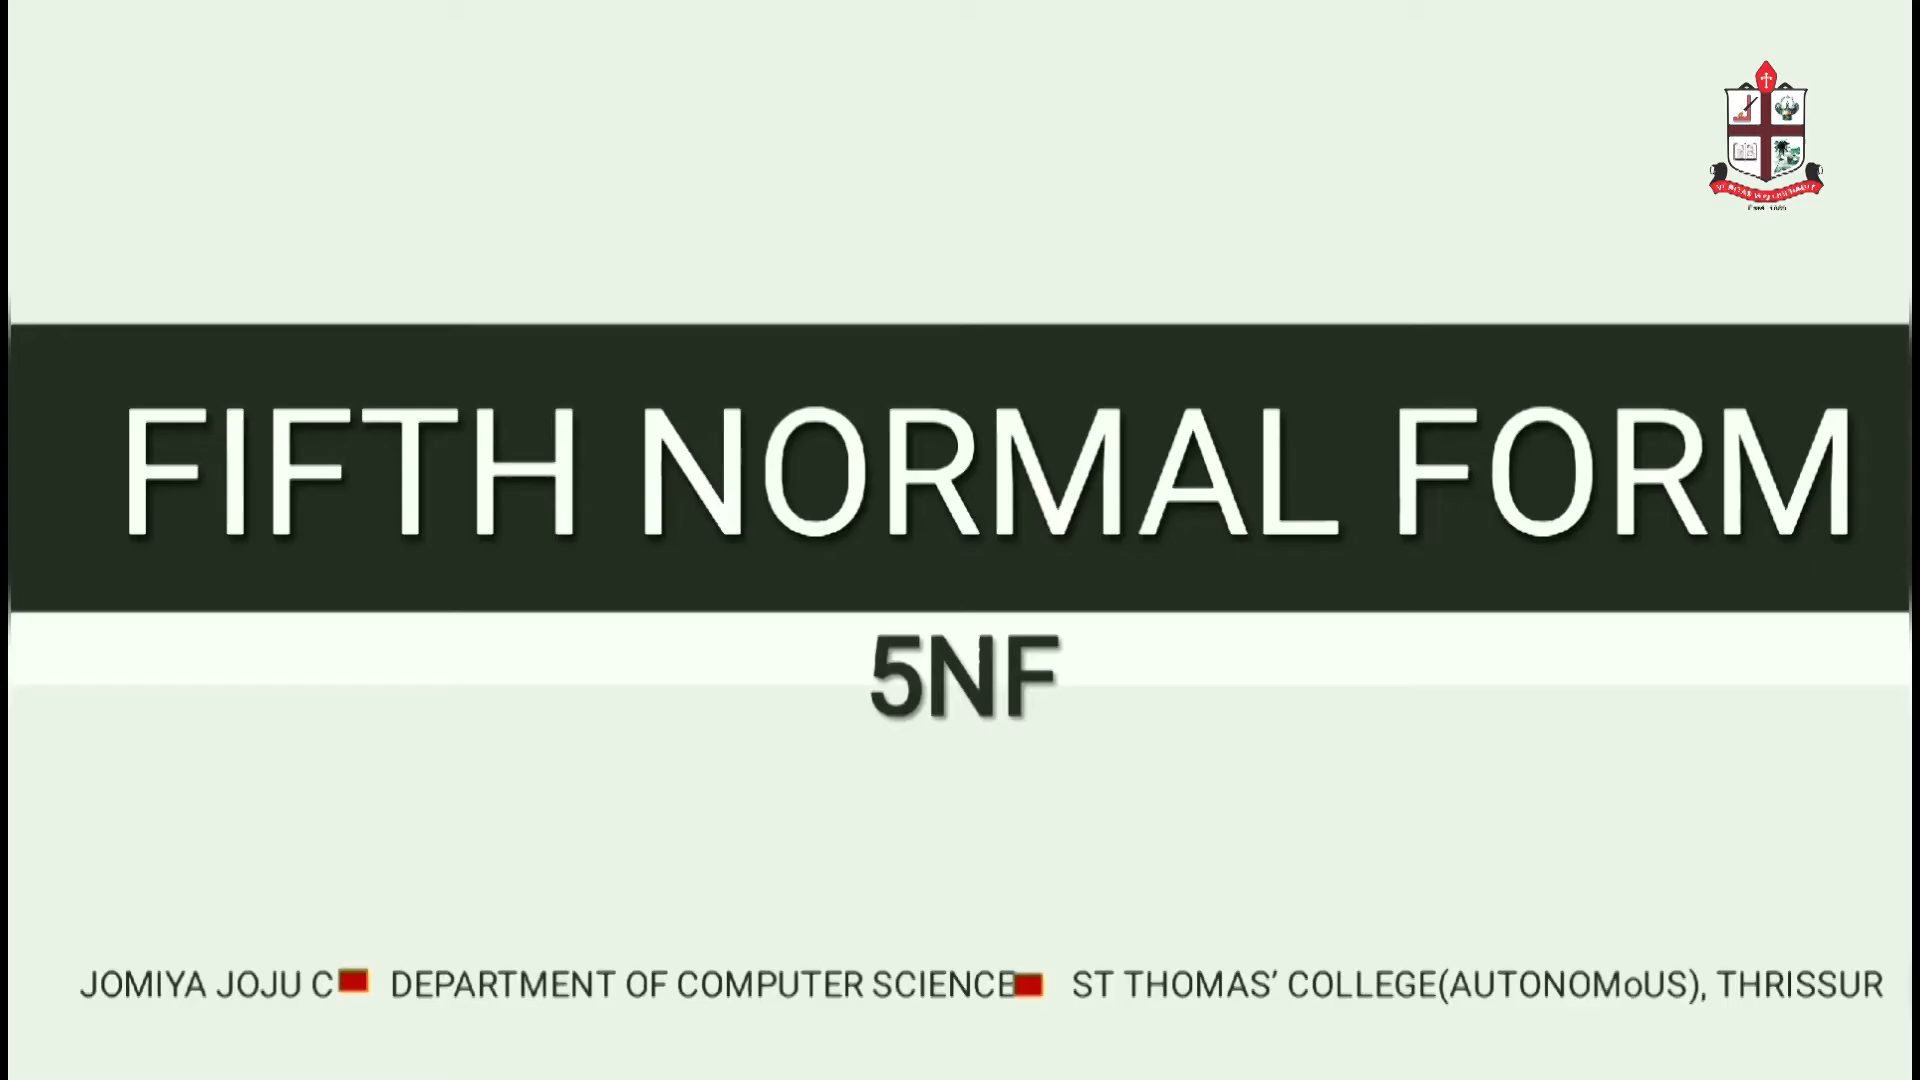 FIFTH NORMAL FORM
5NF
JOMIYA JOJU C DEPARTMENT OF COMPUTER SCIENCE ST THOMAS’ COLLEGE(AUTONOMoUS), THRISSUR